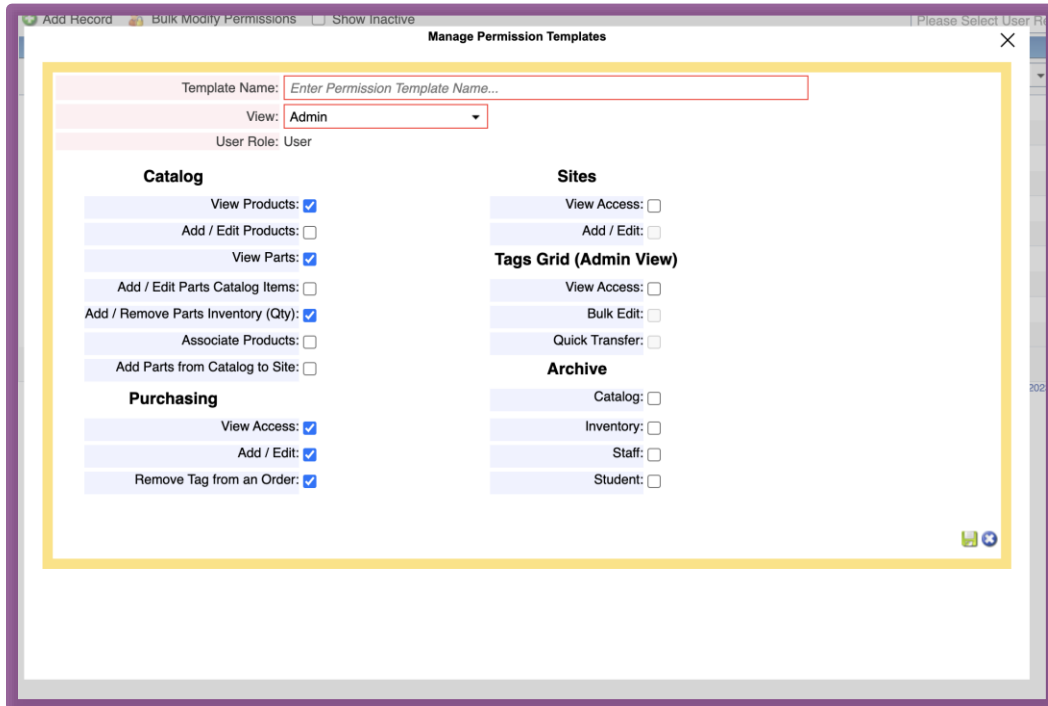 Add Record Bulk Modify Permissions Show Inactive Please Select User
Manage Permission Templates
Template Name: Enter Permission Template Name...
View: Admin
User Role: User
Catalog
View Products:
Add / Edit Products:
View Parts:
Add / Edit Parts Catalog Items:
Add / Remove Parts Inventory (Qty):
Associate Products:
Add Parts from Catalog to Site:
Purchasing
View Access:
Add / Edit:
Remove Tag from an Order:
Sites
View Access:
Add / Edit:
Tags Grid (Admin View)
View Access:
Bulk Edit:
Quick Transfer:
Archive
Catalog:
Inventory:
Staff:
Student: